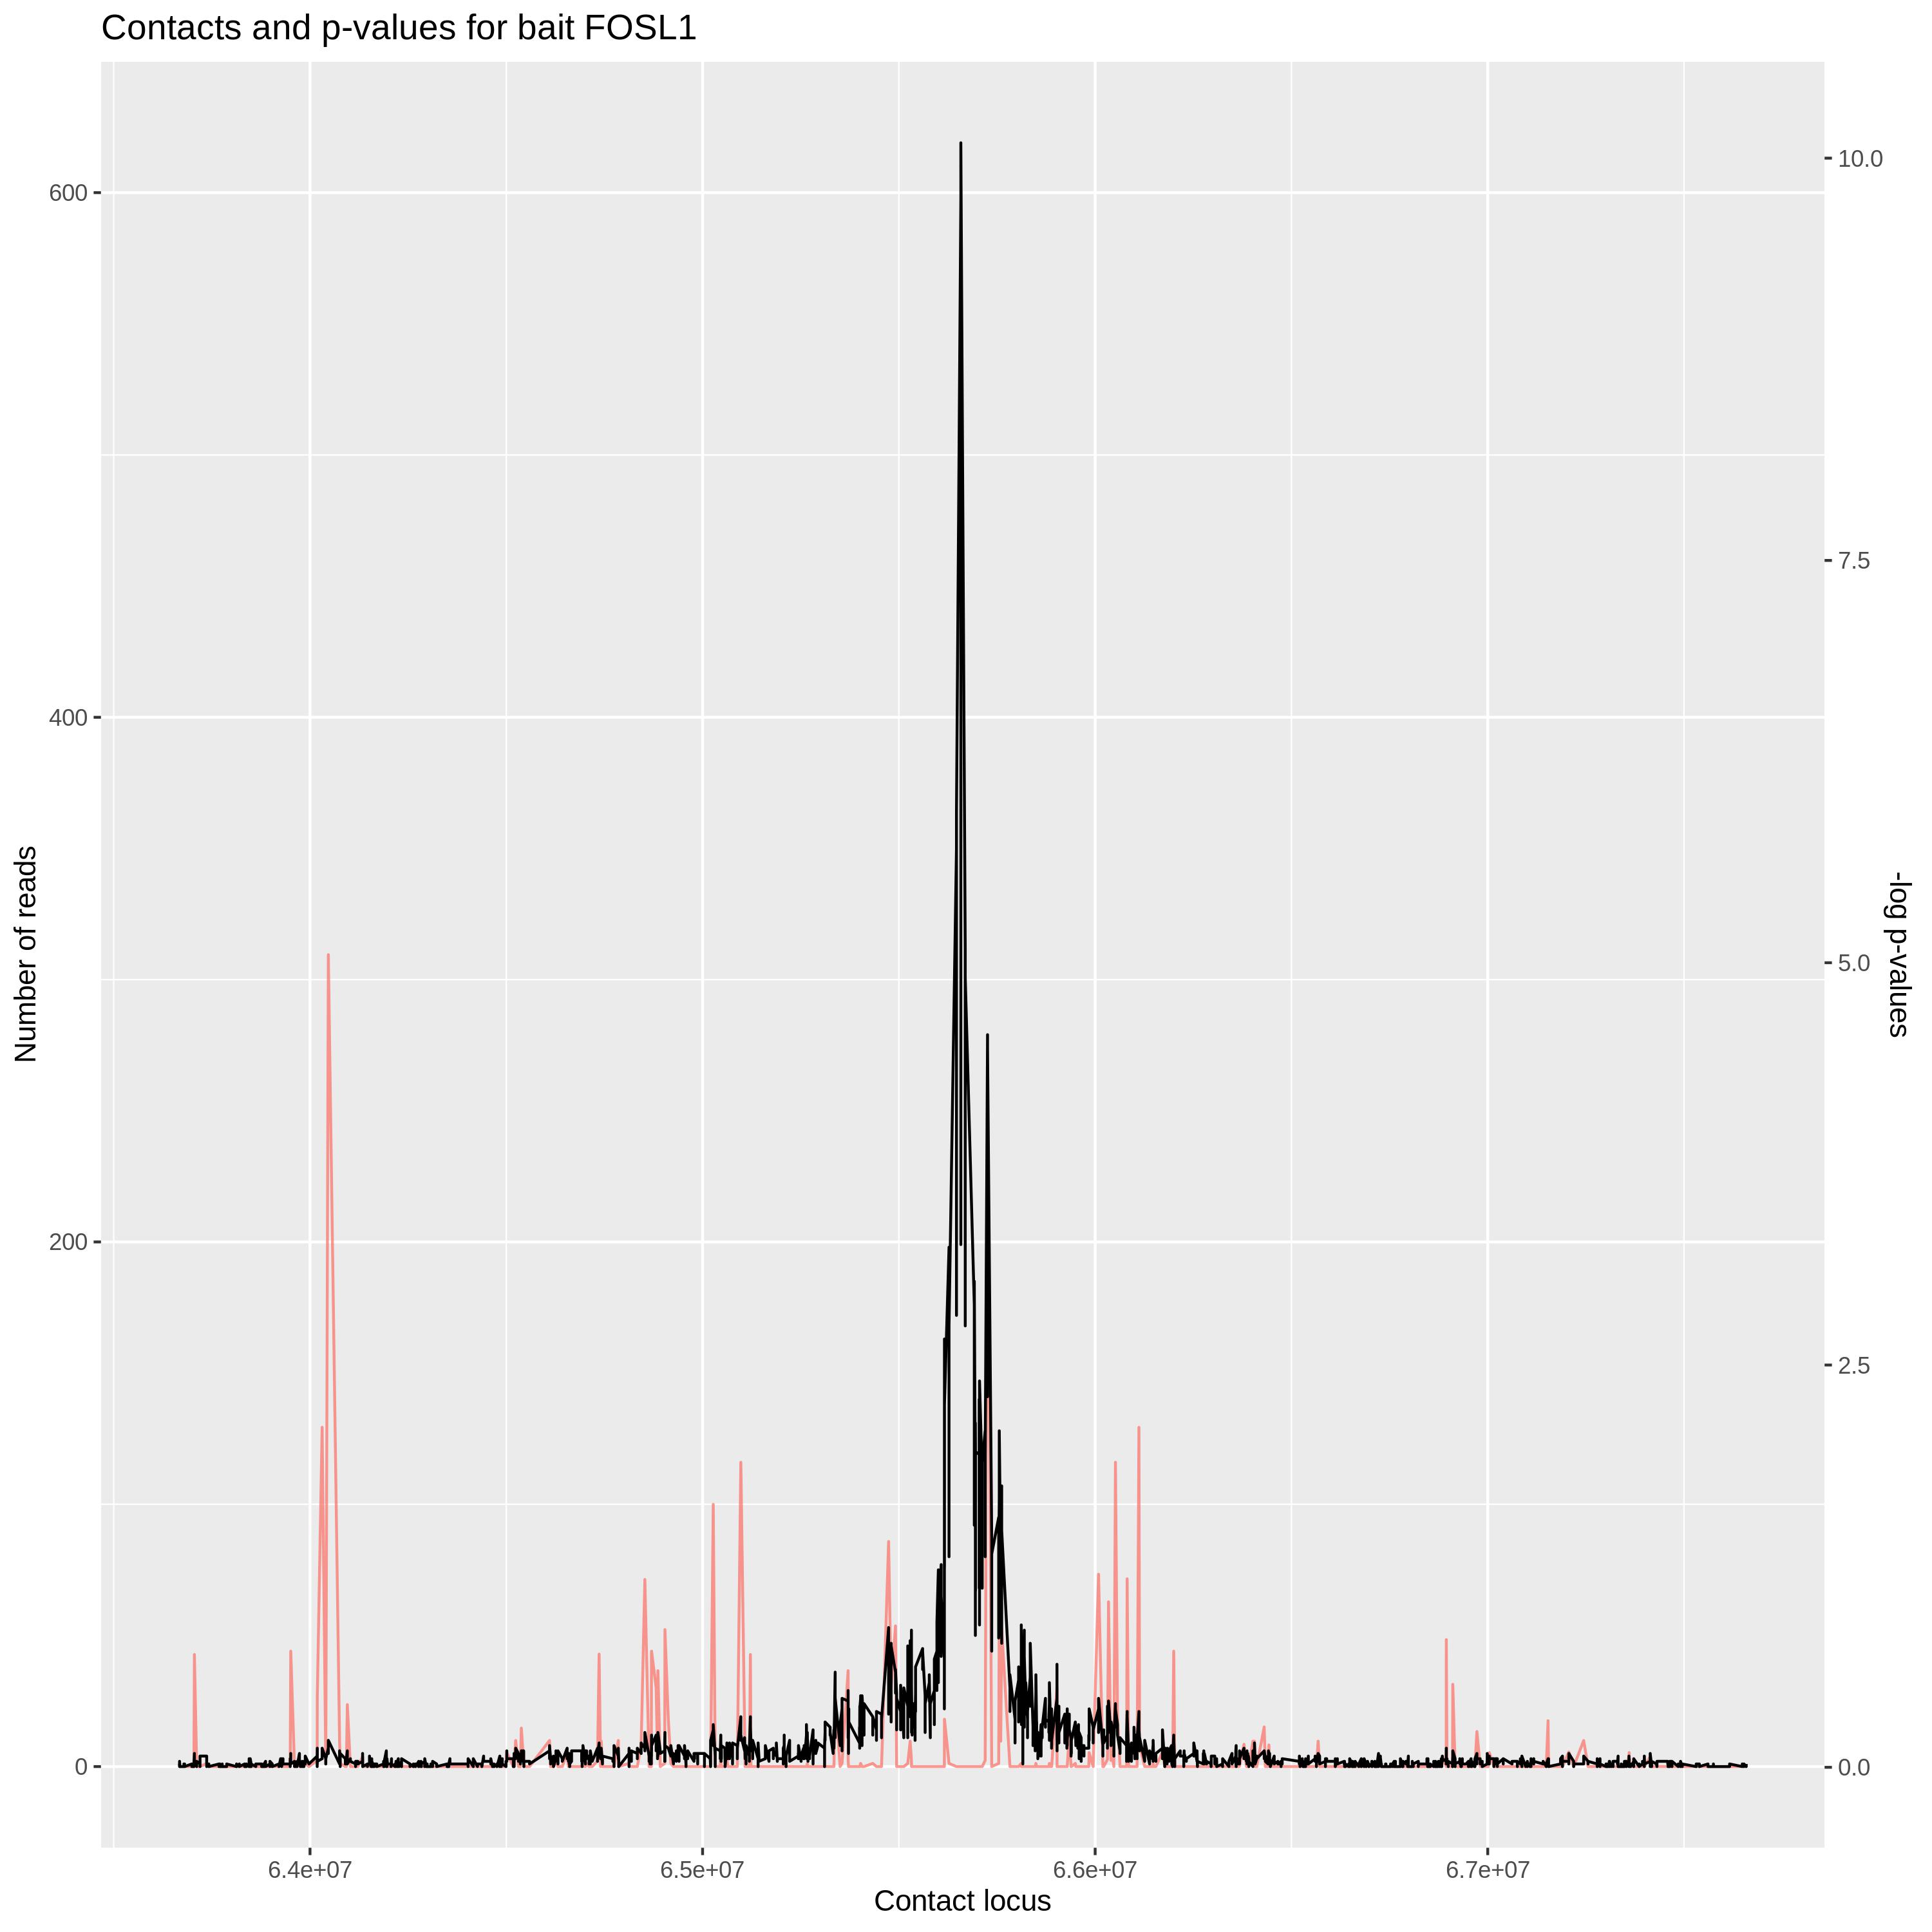 Contacts and p-values for bait FOSL1
600
400
200
0
Number of reads
10.0
7.5
5.0
2.5
0.0
-log p-values
6.4e+07
6.5e+07
6.6e+07
6.7e+07
Contact locus